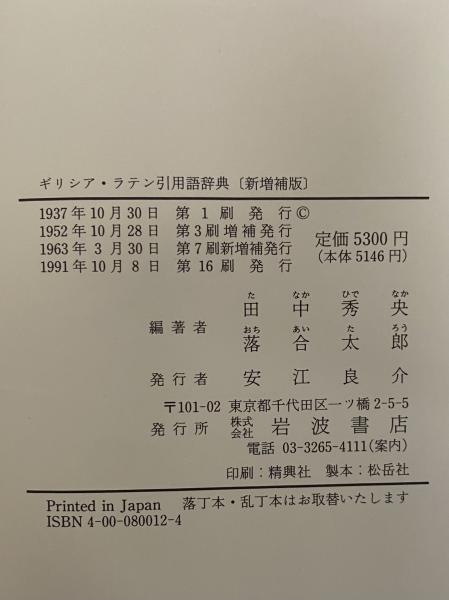 ギリシア・ラテン引用語辞典〔新増補版〕
1937年10月30日 第1刷発行©
1952年10月28日 第3刷増補発行
1963年3月30日 第7刷新増補発行
1991年10月8日 第16刷発行
定価5300円
(本体5146円)
た なか ひで なか
田中秀央
編著者
おち あい た ろう
落合太郎
発行者 安江良介
〒101-02 東京都千代田区一ツ橋2-5-5
発行所 株式会社 岩波書店
電話 03-3265-4111(案内)
印刷:精興社 製本:松岳社
Printed in Japan 落丁本・乱丁本はお取替いたします
ISBN4-00-080012-4